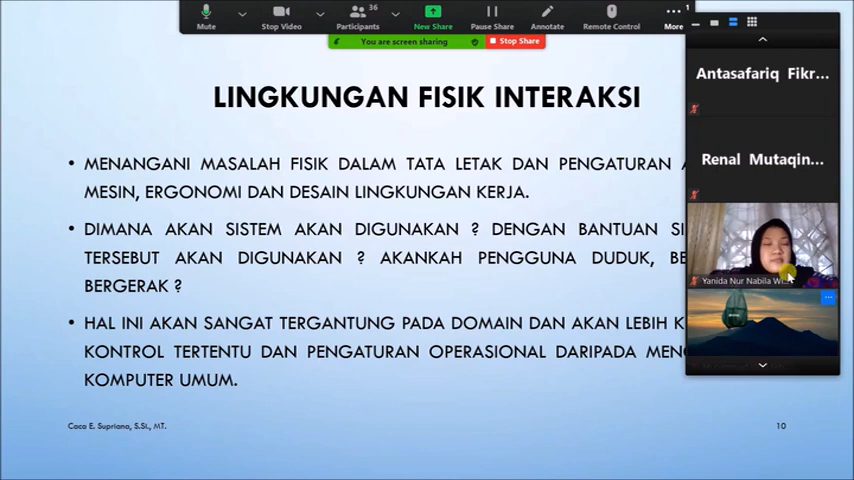 36
1
Mute
Stop Video
Participants
New Share
Pause Share
Annotate
Remote Control
More
You are screen sharing
Stop Share
LINGKUNGAN FISIK INTERAKSI
• MENANGANI MASALAH FISIK DALAM TATA LETAK DAN PENGATURAN
MESIN, ERGONOMI DAN DESAIN LINGKUNGAN KERJA.
• DIMANA AKAN SISTEM AKAN DIGUNAKAN ? DENGAN BANTUAN
TERSEBUT AKAN DIGUNAKAN ? AKANKAH PENGGUNA DUDUK,
BERGERAK ?
• HAL INI AKAN SANGAT TERGANTUNG PADA DOMAIN DAN AKAN LEBIH
KONTROL TERTENTU DAN PENGATURAN OPERASIONAL DARIPADA
KOMPUTER UMUM.
Caca E. Supriana, S.Si., MT.
10
Antasafariq Fikr...
Renal Mutaqin...
Yanida Nur Nabila